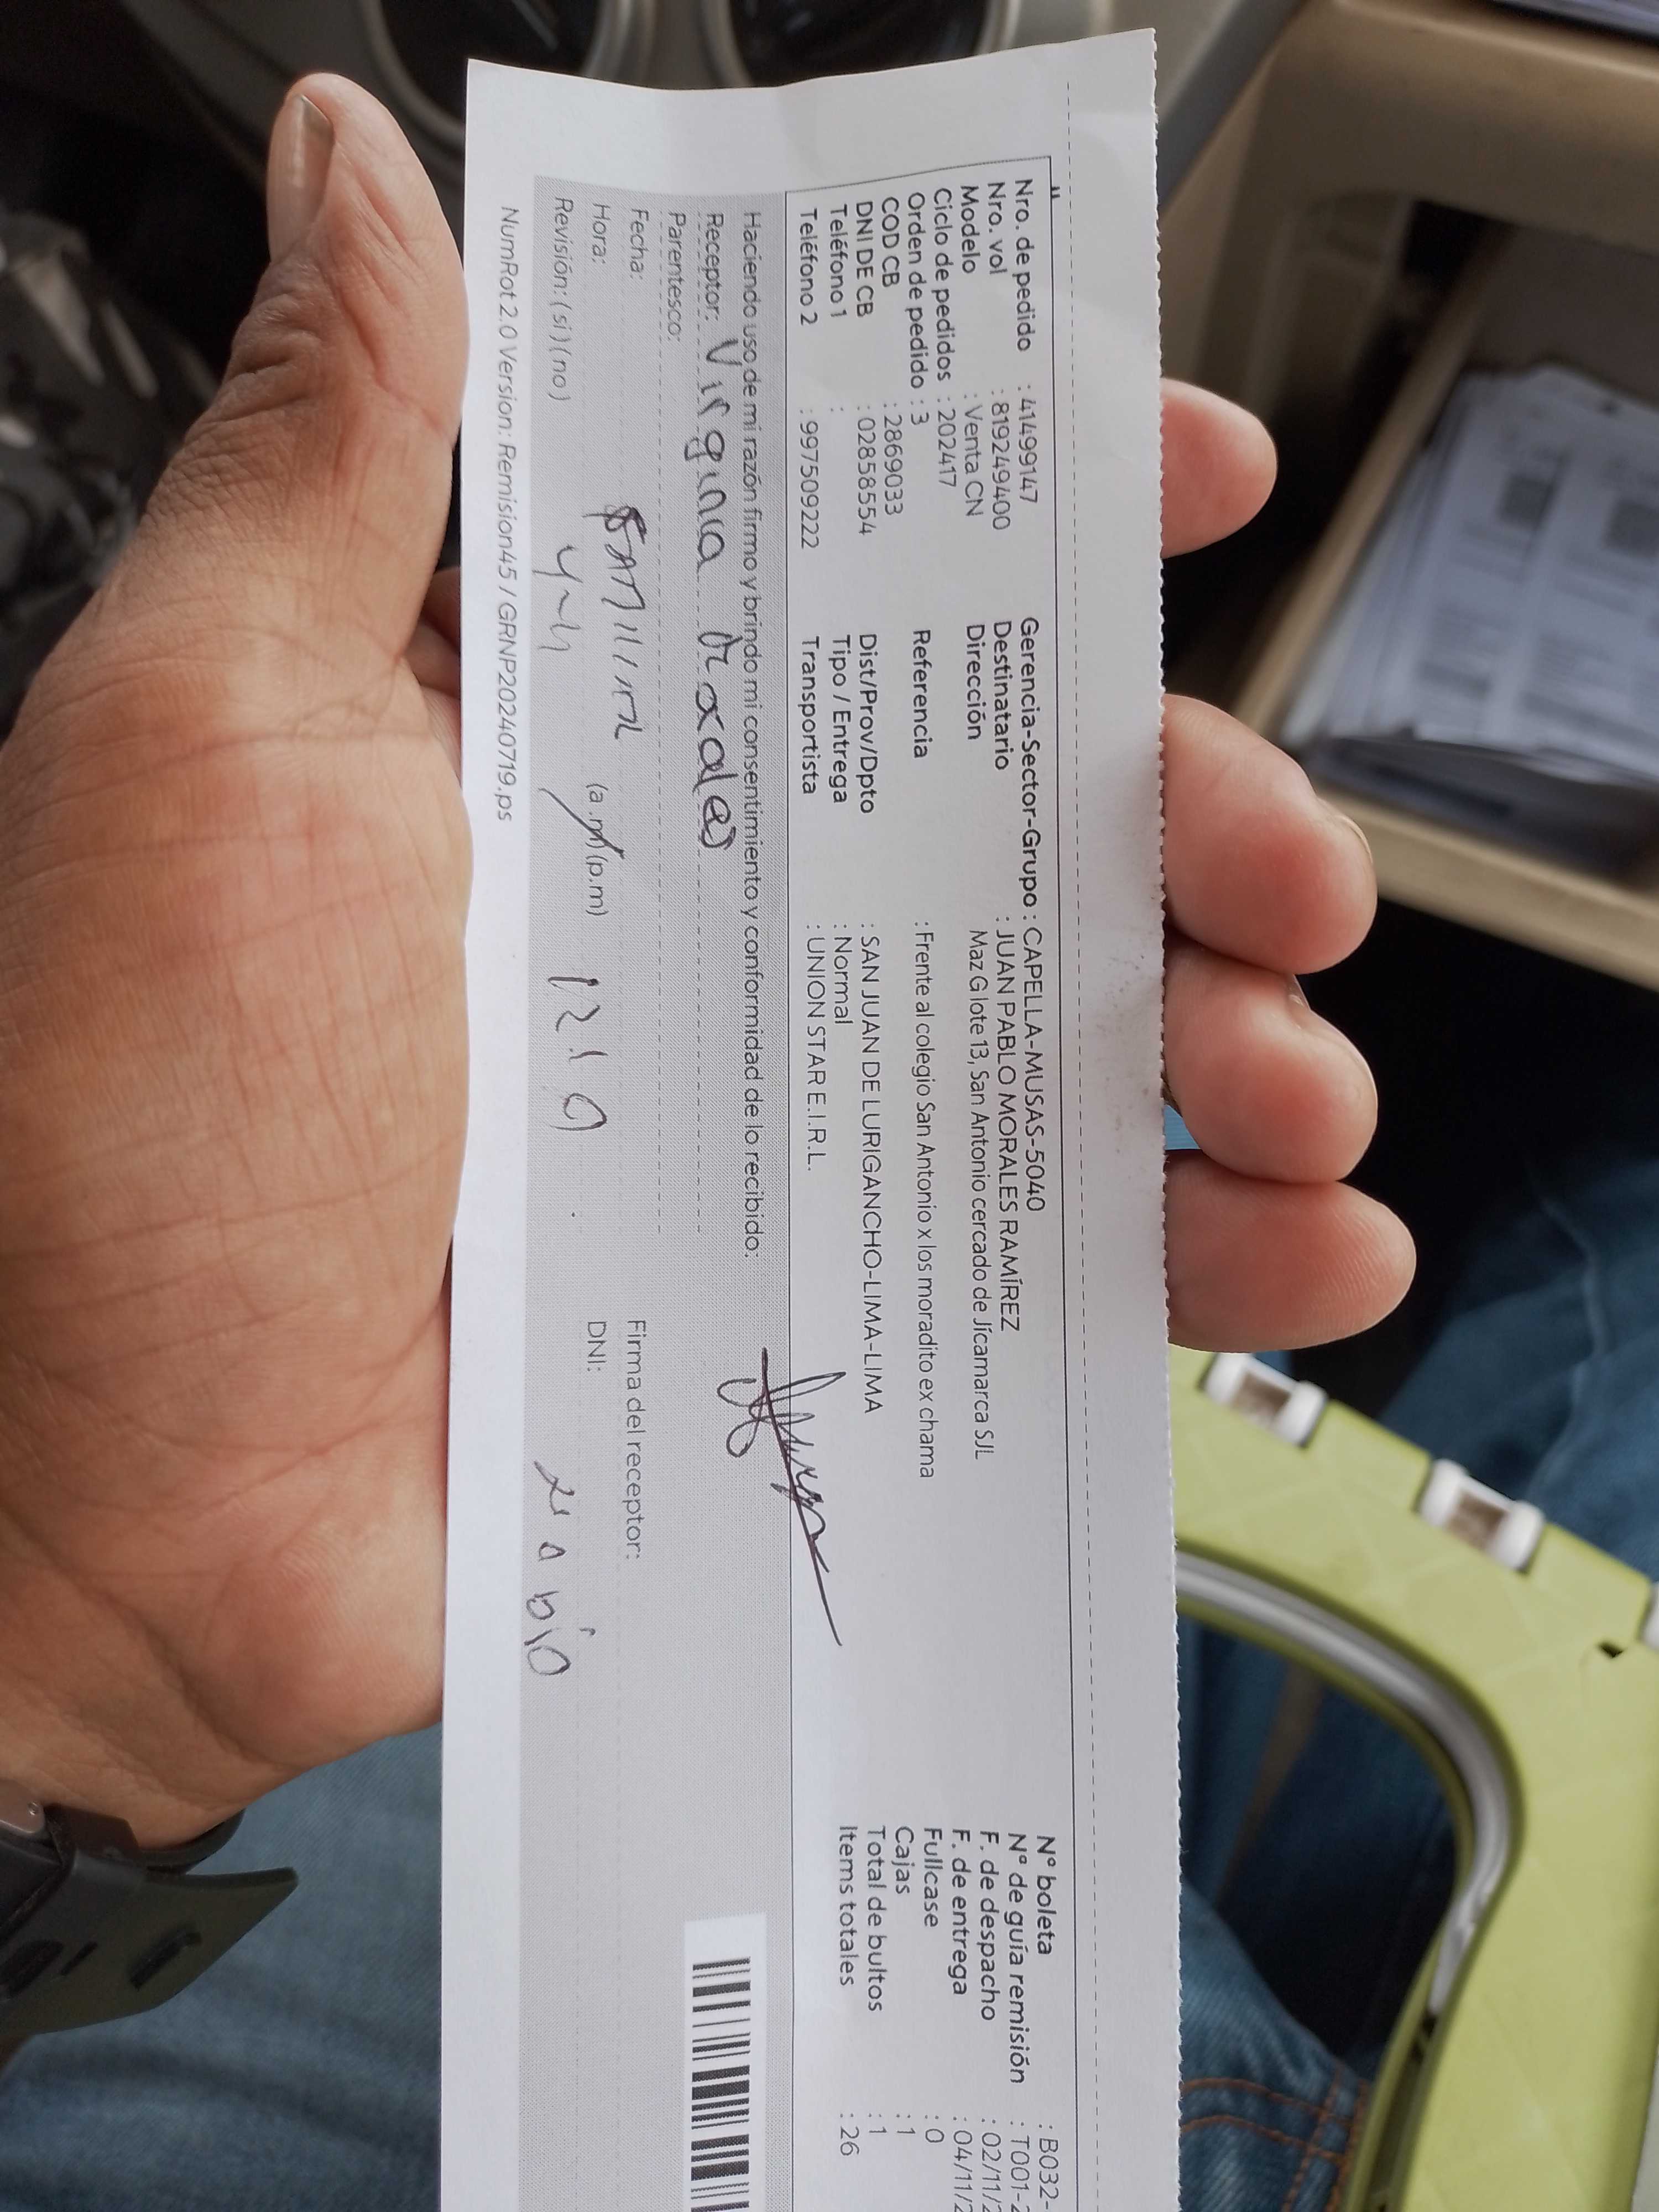 Nro. de pedido : 41499147
Nro. vol : 819249400
Modelo : Venta CN
Ciclo de pedidos : 202417
Orden de pedido : 3
COD CB : 2869033
DNI DE CB : 02858554
Teléfono 1 :
Teléfono 2 : 997509222
Gerencia-Sector-Grupo : CAPELLA-MUSAS-5040
Destinatario : JUAN PABLO MORALES RAMÍREZ
Dirección Maz G lote 13, San Antonio cercado de Jícamarca SJL
Referencia : Frente al colegio San Antonio x los moradito ex chama
Dist/Prov/Dpto : SAN JUAN DE LURIGANCHO-LIMA-LIMA
Tipo / Entrega : Normal
Transportista : UNION STAR E.I.R.L.
N° boleta : B032-
N° de guía remisión : T001-2
F. de despacho : 02/11/2
F. de entrega : 04/11/2
Fullcase : 0
Cajas : 1
Total de bultos : 1
Items totales : 26
Haciendo uso de mi razón firmo y brindo mi consentimiento y conformidad de lo recibido:
Receptor: Virginia
Parentesco:
Fecha:
Hora: (a.m) (p.m)
Revisión: (si) (no)
Firma del receptor:
DNI:
NumRot 2.0 Version: Remision45 / GRNP20240719.ps